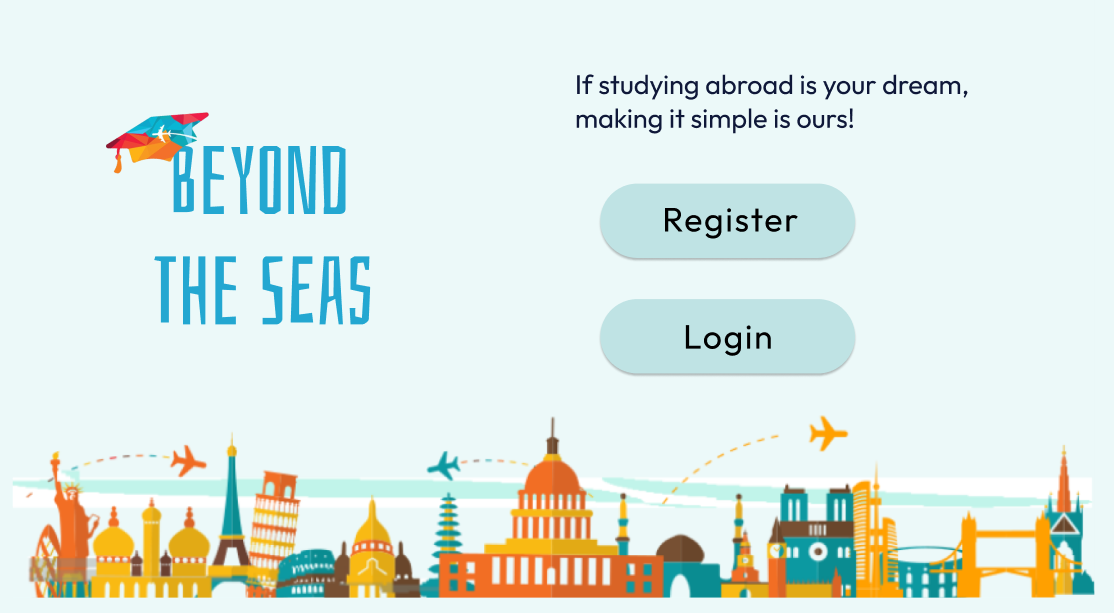 BEYOND
THE SEAS
If studying abroad is your dream,
making it simple is ours!
Register
Login